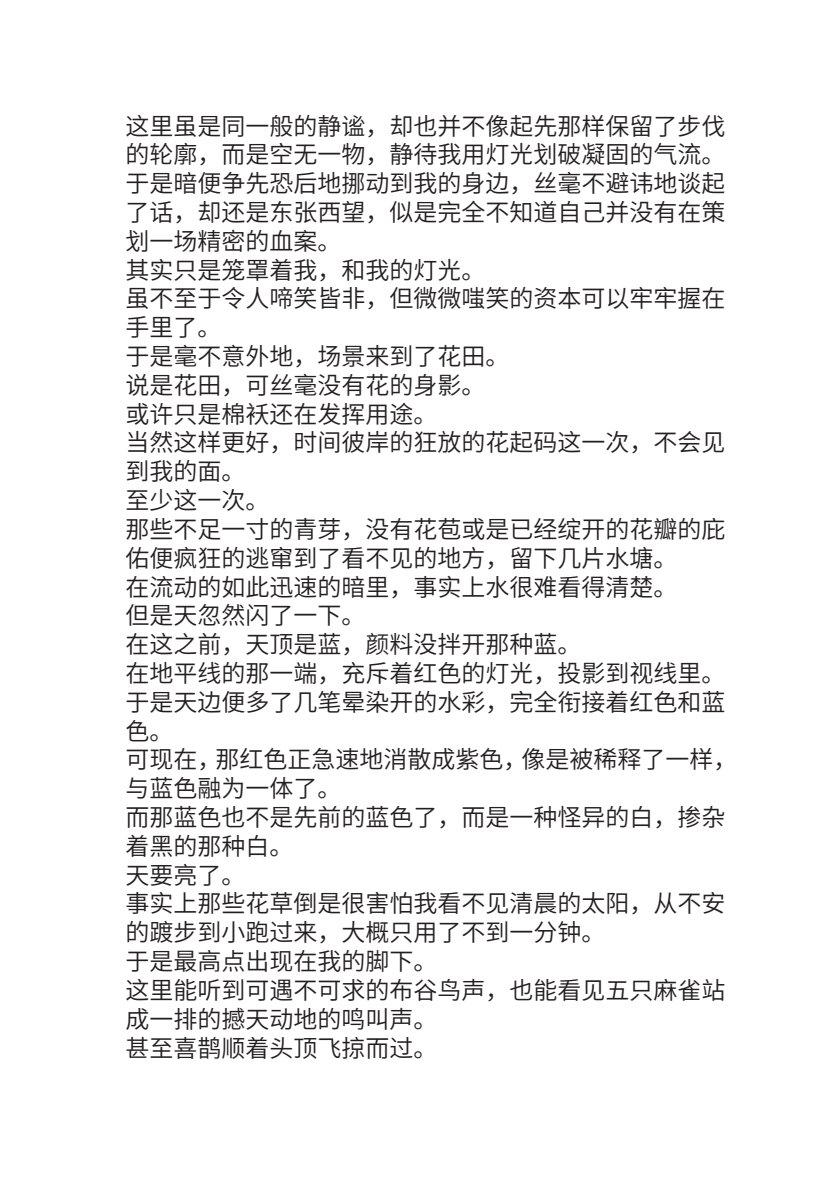 这里虽是同一般的静谧，却也并不像起先那样保留了步伐
的轮廓，而是空无一物，静待我用灯光划破凝固的气流。
于是暗便争先恐后地挪动到我的身边，丝毫不避讳地谈起
了话，却还是东张西望，似是完全不知道自己并没有在策
划一场精密的血案。
其实只是笼罩着我，和我的灯光。
虽不至于令人啼笑皆非，但微微嗤笑的资本可以牢牢握在
手里了。
于是毫不意外地，场景来到了花田。
说是花田，可丝毫没有花的身影。
或许只是棉袄还在发挥用途。
当然这样更好，时间彼岸的狂放的花起码这一次，不会见
到我的面。
至少这一次。
那些不足一寸的青芽，没有花苞或是已经绽开的花瓣的庇
佑便疯狂的逃窜到了看不见的地方，留下几片水塘。
在流动的如此迅速的暗里，事实上水很难看得清楚。
但是天忽然闪了一下。
在这之前，天顶是蓝，颜料没拌开那种蓝。
在地平线的那一端，充斥着红色的灯光，投影到视线里。
于是天边便多了几笔晕染开的水彩，完全衔接着红色和蓝
色。
可现在，那红色正急速地消散成紫色，像是被稀释了一样，
与蓝色融为一体了。
而那蓝色也不是先前的蓝色了，而是一种怪异的白，掺杂
着黑的那种白。
天要亮了。
事实上那些花草倒是很害怕我看不见清晨的太阳，从不安
的踱步到小跑过来，大概只用了不到一分钟。
于是最高点出现在我的脚下。
这里能听到可遇不可求的布谷鸟声，也能看见五只麻雀站
成一排的撼天动地的鸣叫声。
甚至喜鹊顺着头顶飞掠而过。